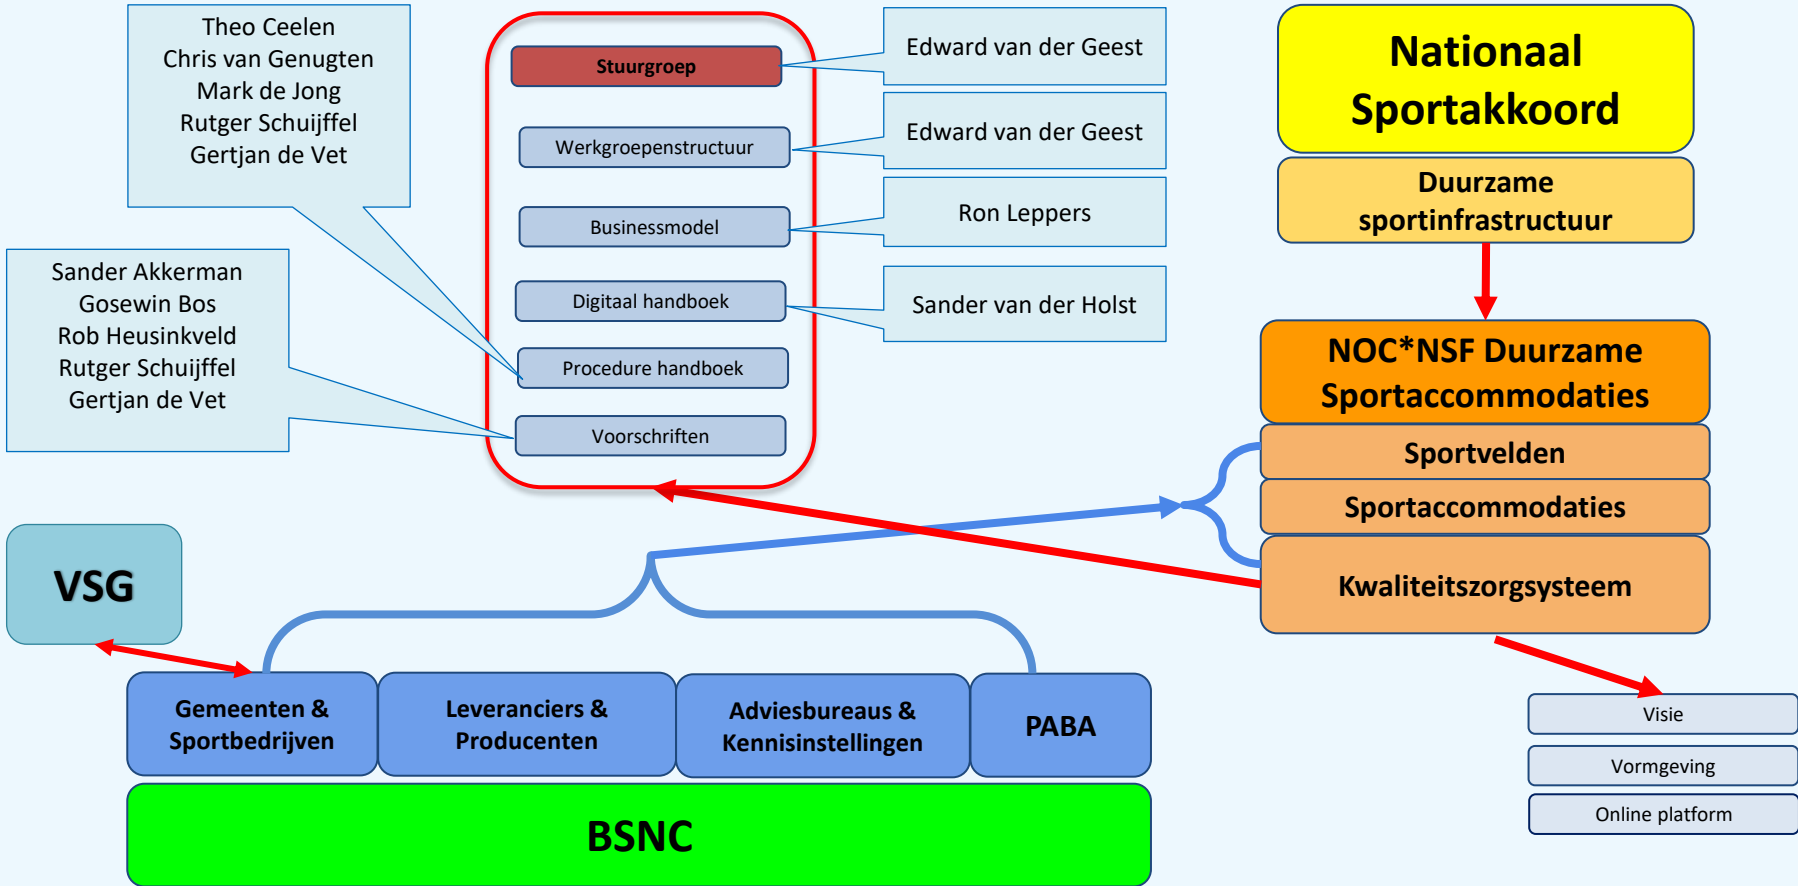 Theo Ceelen
Chris van Genugten
Mark de Jong
Rutger Schuijffel
Gertjan de Vet
Sander Akkerman
Gosewin Bos
Rob Heusinkveld
Rutger Schuijffel
Gertjan de Vet
Stuurgroep
Werkgroepenstructuur
Businessmodel
Digitaal handboek
Procedure handboek
Voorschriften
Edward van der Geest
Edward van der Geest
Ron Leppers
Sander van der Holst
Nationaal
Sportakkoord
Duurzame
sportinfrastructuur
NOC*NSF Duurzame
Sportaccommodaties
Sportvelden
Sportaccommodaties
Kwaliteitszorgsysteem
Visie
Vormgeving
Online platform
VSG
Gemeenten &
Sportbedrijven
Leveranciers &
Producenten
Adviesbureaus &
Kennisinstellingen
PABA
BSNC